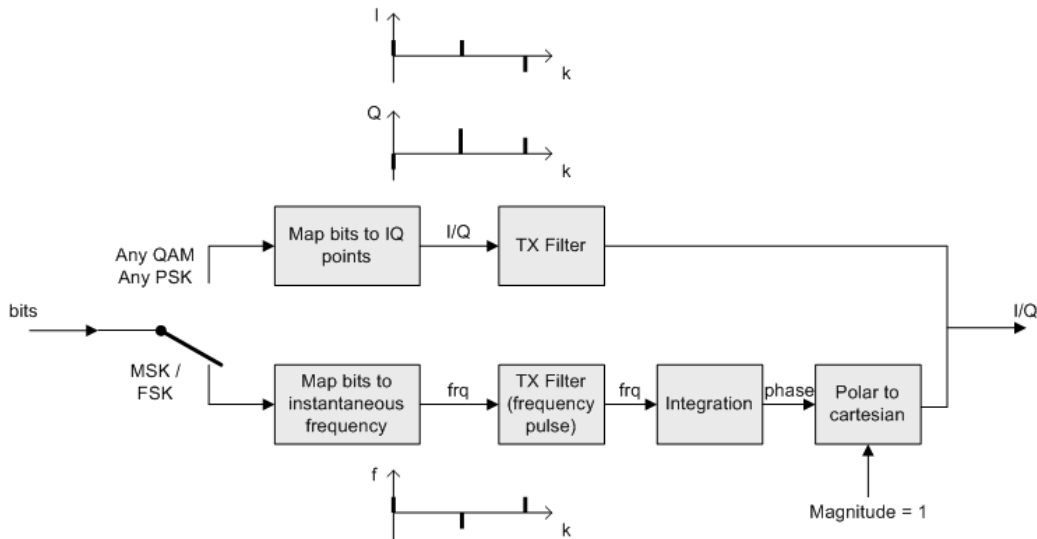 I
k
Q
k
Map bits to IQ
points
I/Q
TX Filter
Any QAM
Any PSK
bits
I/Q
MSK /
FSK
Map bits to
instantaneous
frequency
frq
TX Filter
(frequency
pulse)
frq
Integration
phase
Polar to
cartesian
f
k
Magnitude = 1